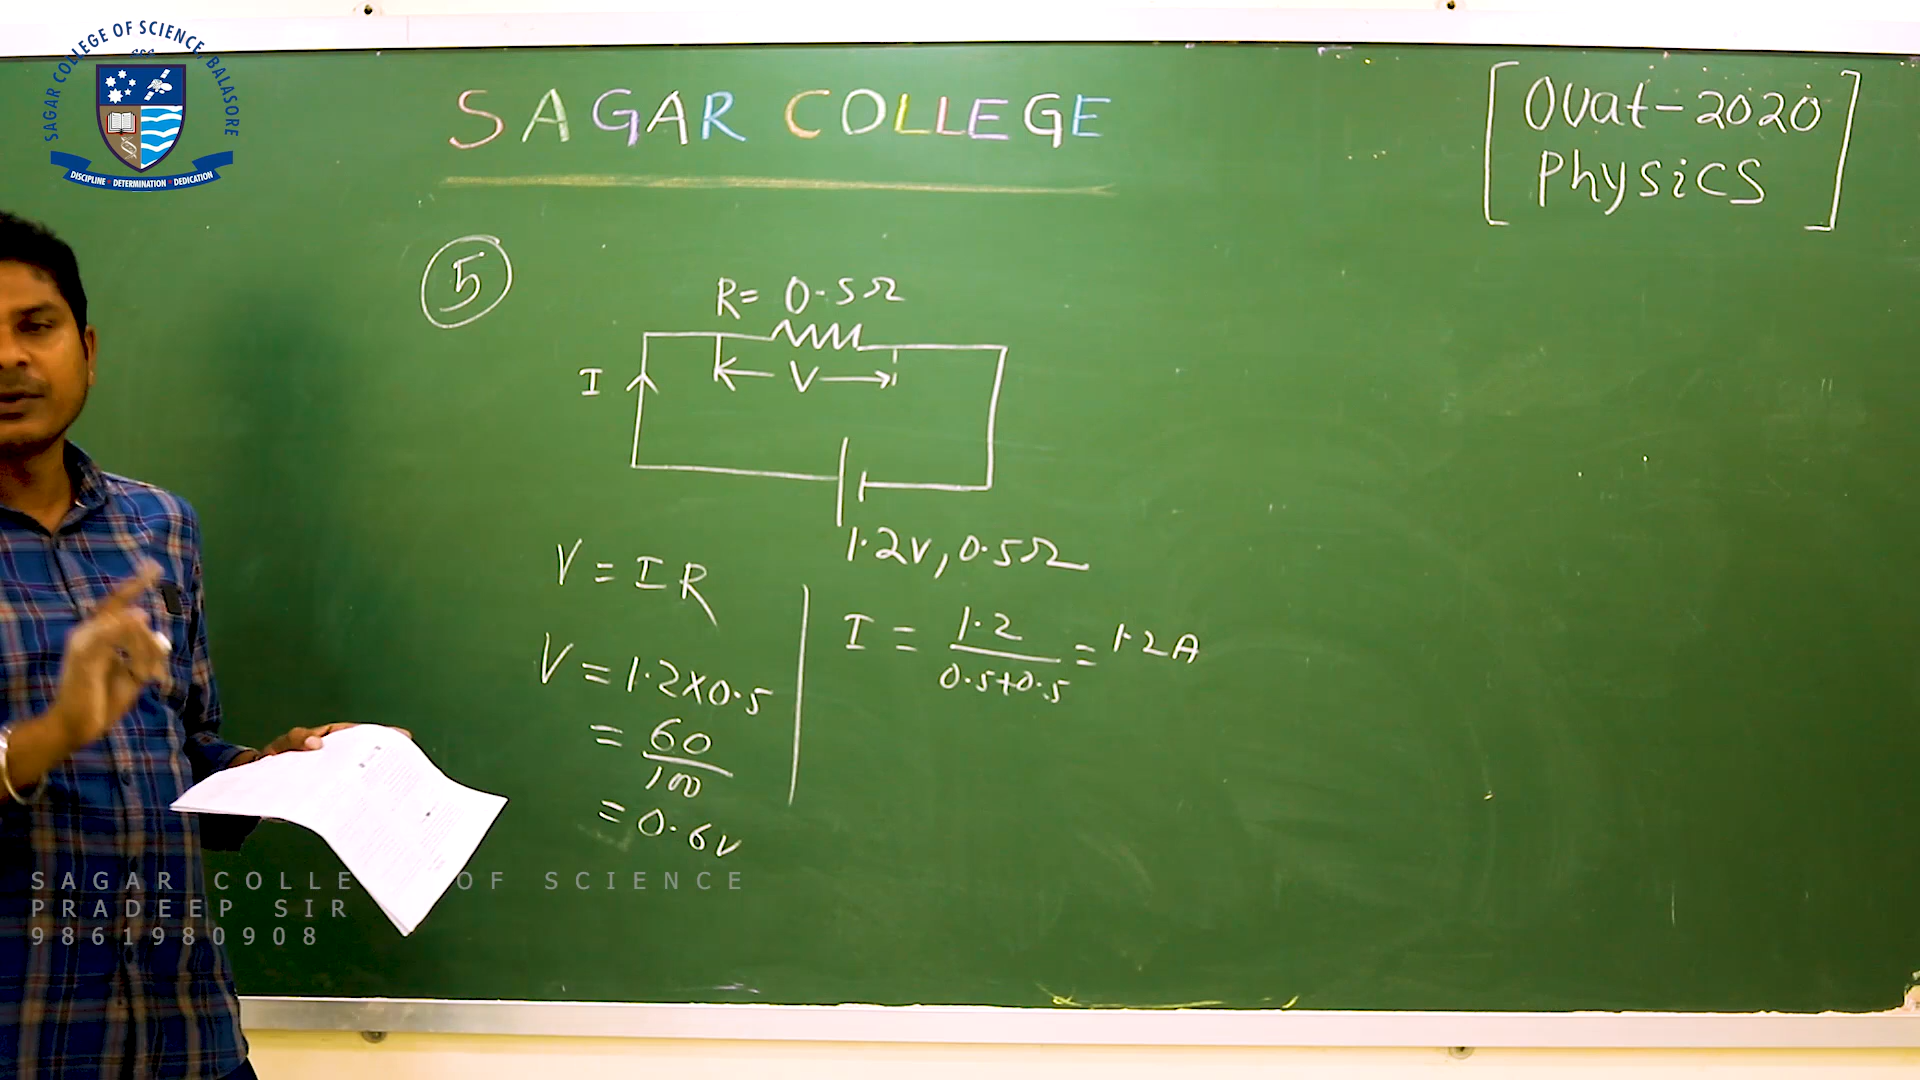 SAGAR COLLEGE OF SCIENCE, BALASORE
DISCIPLINE DETERMINATION DEDICATION
SAGAR COLLEGE
[OUat-2020
PhysicS]
5
R= 0.5Ω
I
V
1.2V, 0.5Ω
V = IR
V = 1.2×0.5
= 60/100
= 0.6V
I = 1.2/0.5+0.5 = 1.2A
SAGAR COLLE OF SCIENCE
PRADEEP SIR
9861980908